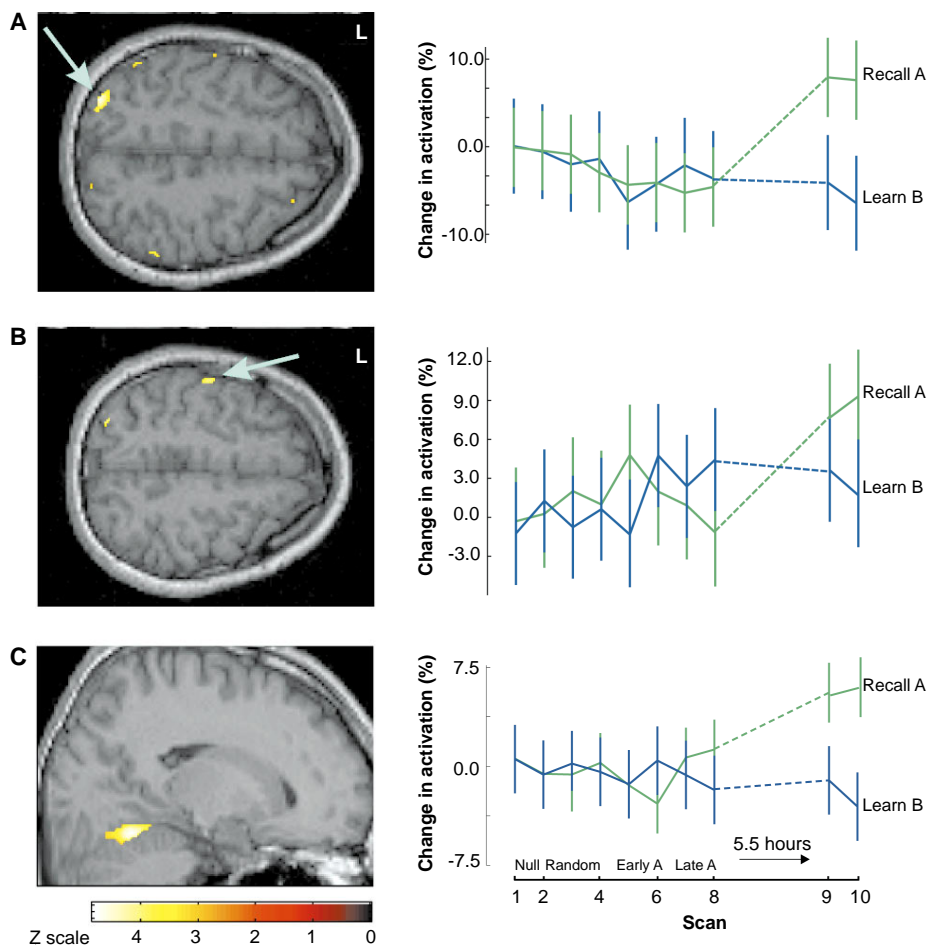 A
L
Change in activation (%)
10.0
0.0
-10.0
Recall A
Learn B
B
L
Change in activation (%)
12.0
9.0
6.0
3.0
0.0
-3.0
Recall A
Learn B
C
Change in activation (%)
7.5
0.0
-7.5
Recall A
Learn B
5.5 hours
Null Random Early A Late A
1 2 4 6 8 9 10
Scan
Z scale 4 3 2 1 0